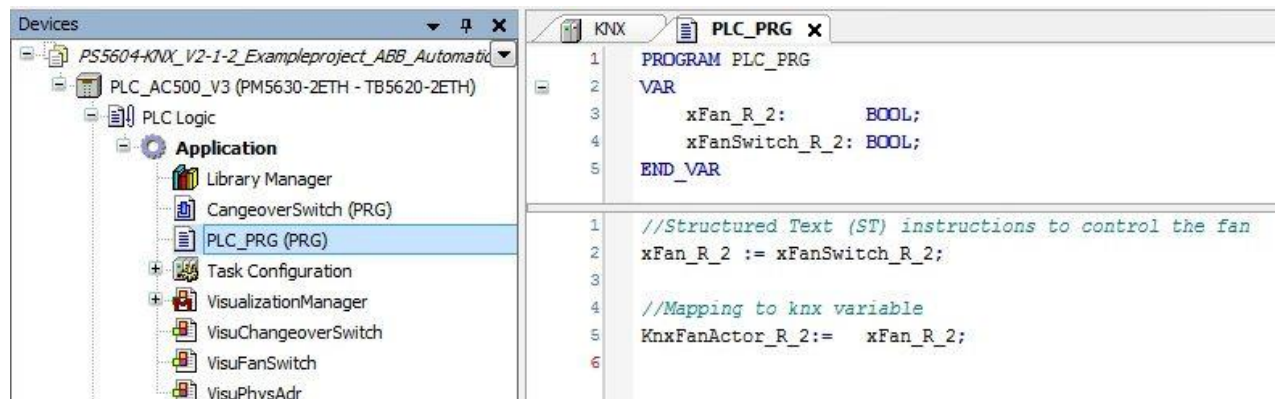 Devices
PS5604-KNX_V2-1-2_Exampleproject_ABB_Automatic
PLC_AC500_V3 (PM5630-2ETH - TB5620-2ETH)
PLC Logic
Application
Library Manager
CangeoverSwitch (PRG)
PLC_PRG (PRG)
Task Configuration
VisualizationManager
VisuChangeoverSwitch
VisuFanSwitch
VisuPhysAdr
KNX
PLC_PRG
1 PROGRAM PLC_PRG
2 VAR
3 xFan_R_2: BOOL;
4 xFanSwitch_R_2: BOOL;
5 END_VAR
1 //Structured Text (ST) instructions to control the fan
2 xFan_R_2 := xFanSwitch_R_2;
3
4 //Mapping to knx variable
5 KnxFanActor_R_2:= xFan_R_2;
6